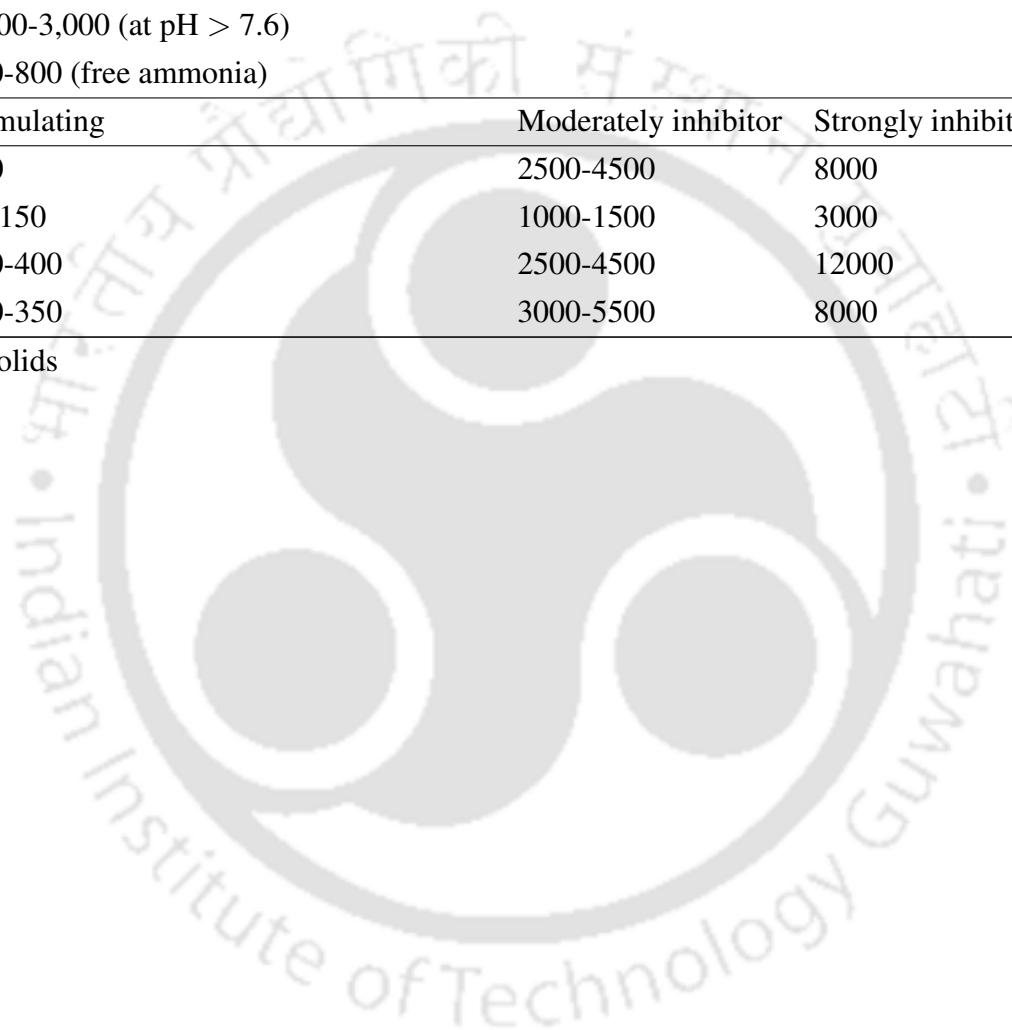 00-3,000 (at pH > 7.6)
0-800 (free ammonia)
mulating Moderately inhibitor Strongly inhibit
0 2500-4500 8000
150 1000-1500 3000
0-400 2500-4500 12000
0-350 3000-5500 8000
olids
भारतीय प्रौद्योगिकी संस्थान गुवाहाटी
Indian Institute of Technology Guwahati